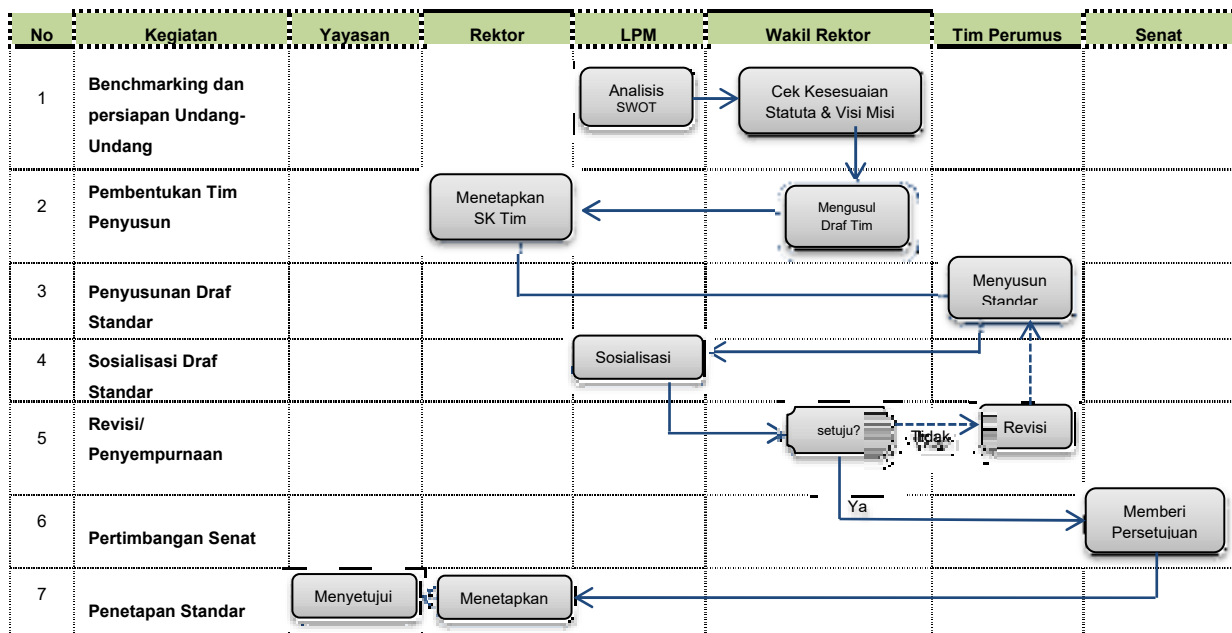 No Kegiatan Yayasan Rektor LPM Wakil Rektor Tim Perumus Senat
1
Benchmarking dan
persiapan Undang-
Undang
Analisis
SWOT
Cek Kesesuaian
Statuta & Visi Misi
2
Pembentukan Tim
Penyusun
Menetapkan
SK Tim
Mengusul
Draf Tim
3
Penyusunan Draf
Standar
Menyusun
Standar
4
Sosialisasi Draf
Standar
Sosialisasi
5
Revisi/
Penyempurnaan
setuju?
Tidak
Revisi
6
Pertimbangan Senat
Ya
Memberi
Persetujuan
7
Penetapan Standar
Menyetujui
Menetapkan